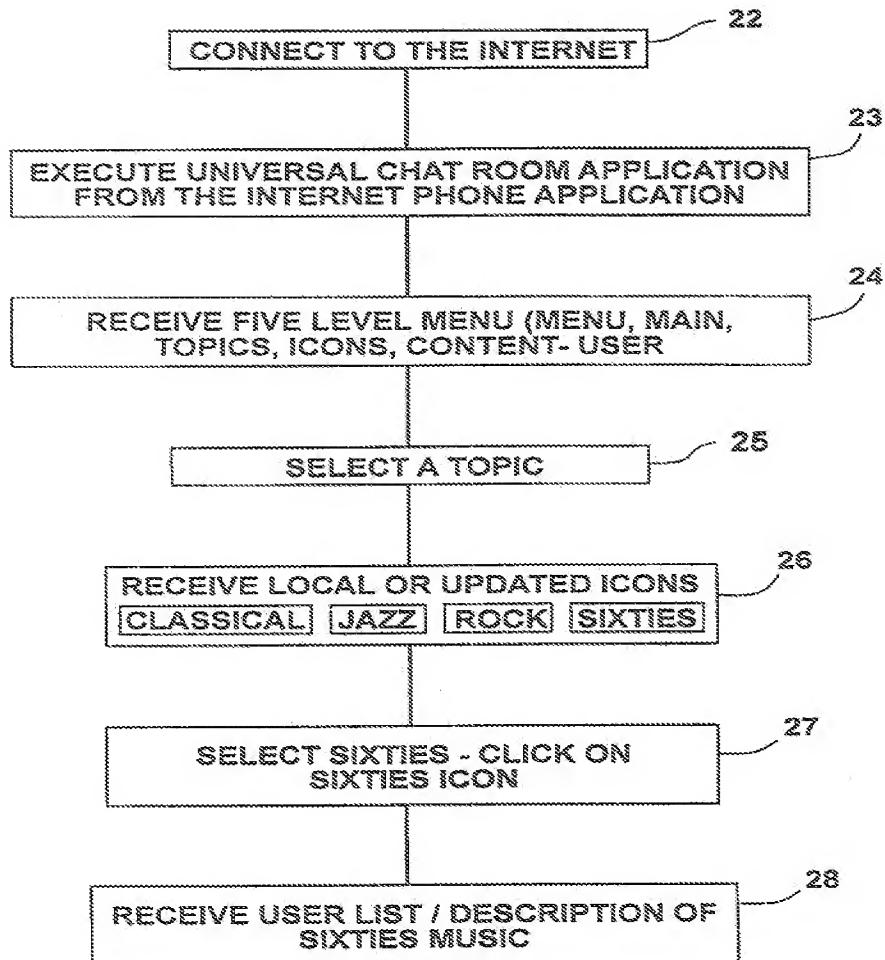 22
CONNECT TO THE INTERNET
23
EXECUTE UNIVERSAL CHAT ROOM APPLICATION
FROM THE INTERNET PHONE APPLICATION
24
RECEIVE FIVE LEVEL MENU (MENU, MAIN,
TOPICS, ICONS, CONTENT- USER
25
SELECT A TOPIC
26
RECEIVE LOCAL OR UPDATED ICONS
CLASSICAL JAZZ ROCK SIXTIES
27
SELECT SIXTIES - CLICK ON
SIXTIES ICON
28
RECEIVE USER LIST / DESCRIPTION OF
SIXTIES MUSIC